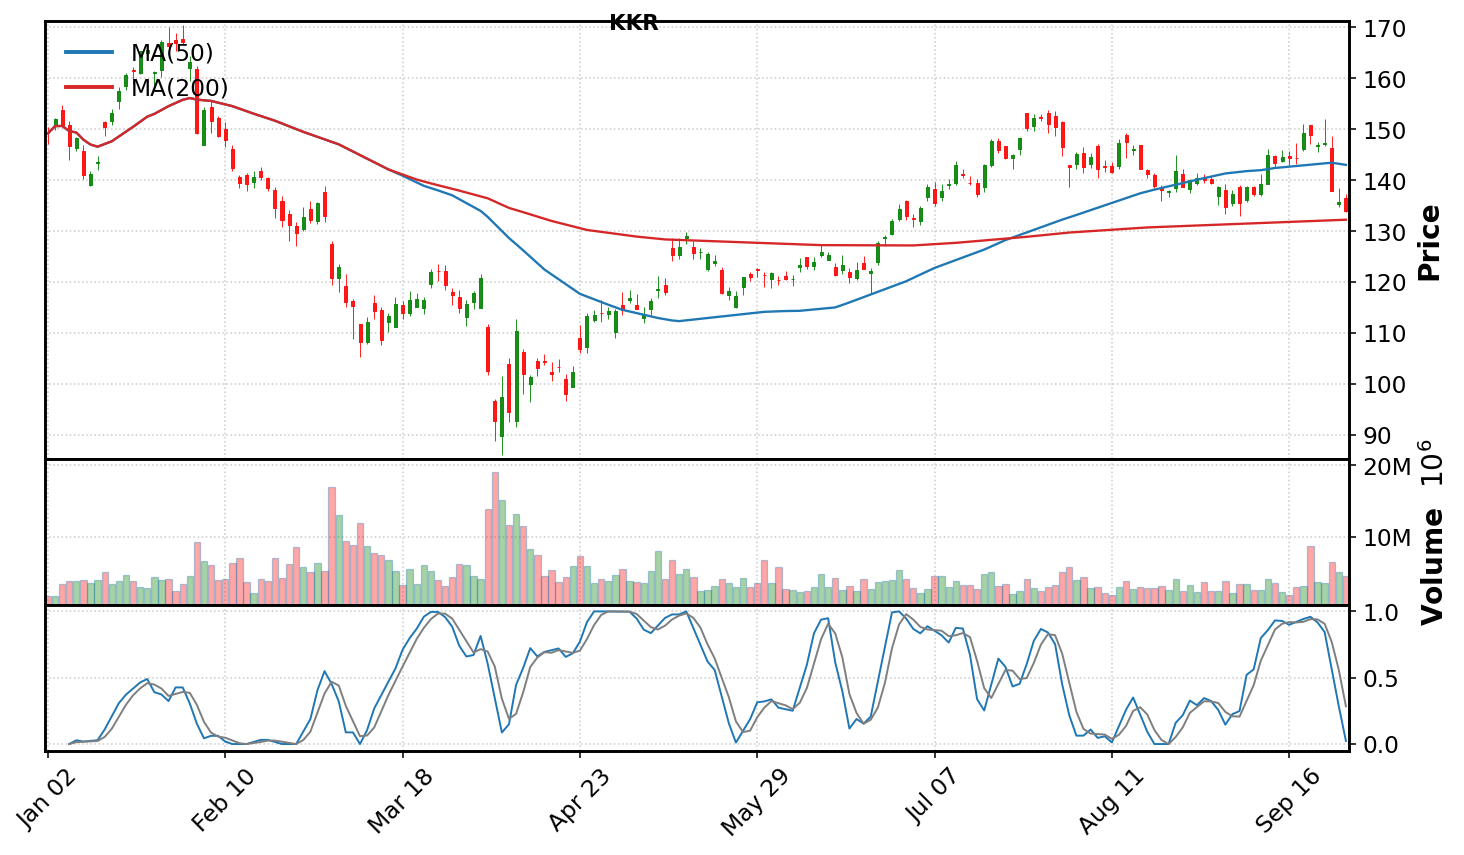 KKR
MA(50)
MA(200)
170
160
150
140
130
120
110
100
90
Price
20M
10M
Volume 10^6
1.0
0.5
0.0
Jan 02
Feb 10
Mar 18
Apr 23
May 29
Jul 07
Aug 11
Sep 16